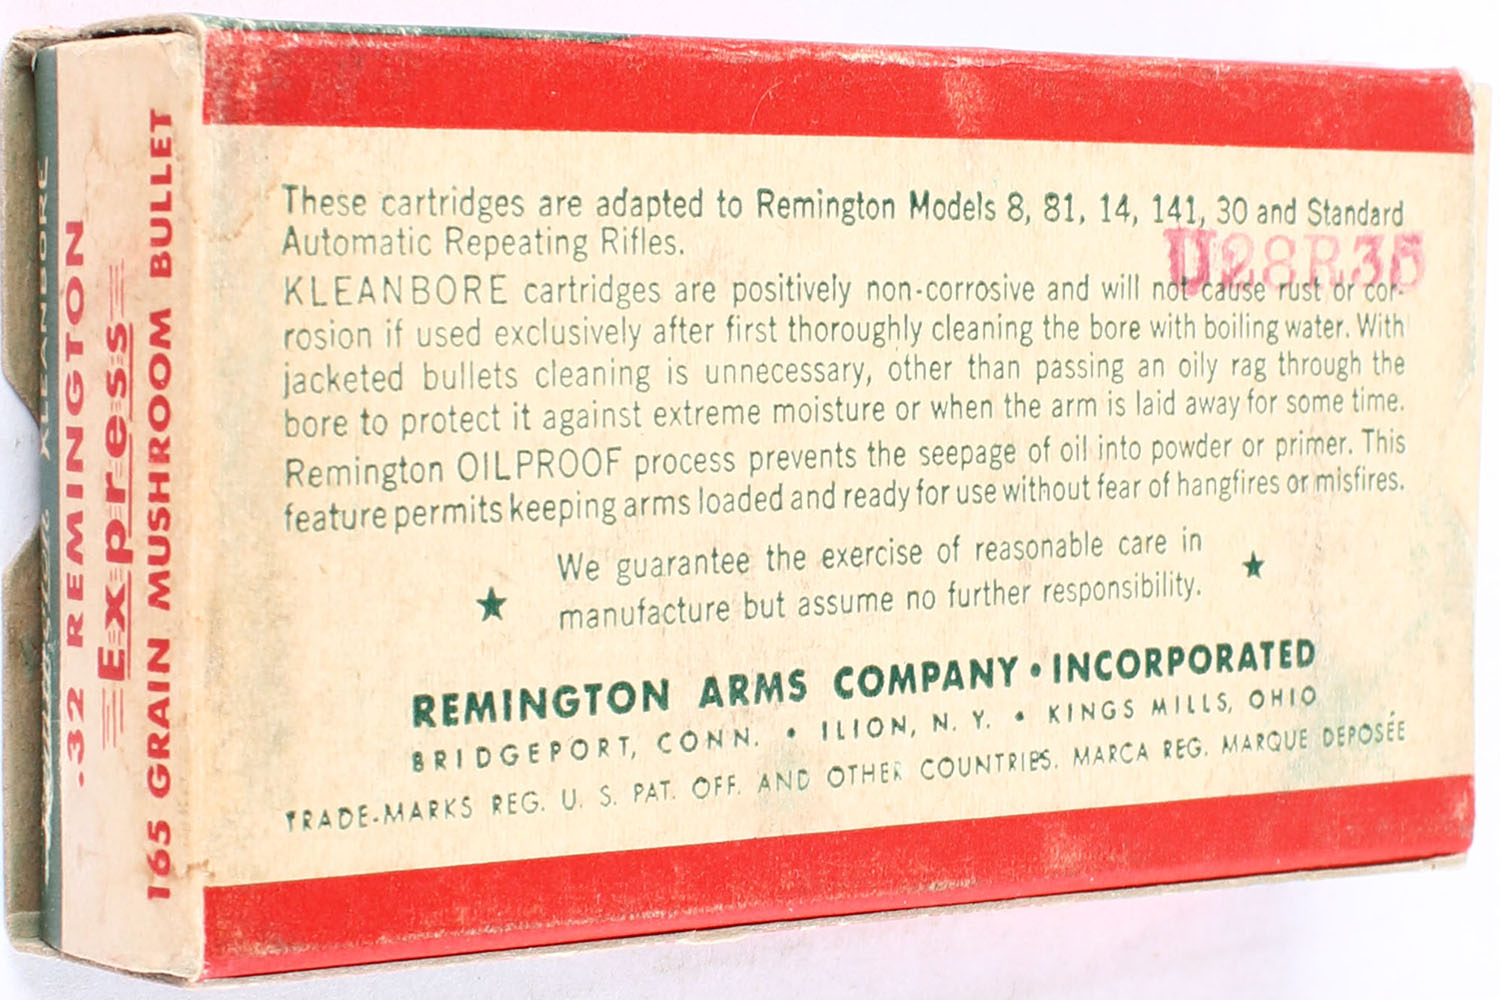 These cartridges are adapted to Remington Models 8, 81, 14, 141, 30 and Standard
Automatic Repeating Rifles.
U28R35
KLEANBORE cartridges are positively non-corrosive and will not cause rust or cor-
rosion if used exclusively after first thoroughly cleaning the bore with boiling water. With
jacketed bullets cleaning is unnecessary, other than passing an oily rag through the
bore to protect it against extreme moisture or when the arm is laid away for some time.
Remington OILPROOF process prevents the seepage of oil into powder or primer. This
feature permits keeping arms loaded and ready for use without fear of hangfires or misfires.
We guarantee the exercise of reasonable care in
manufacture but assume no further responsibility.
REMINGTON ARMS COMPANY • INCORPORATED
BRIDGEPORT, CONN. • ILION, N. Y. • KINGS MILLS, OHIO
TRADE-MARKS REG. U. S. PAT. OFF. AND OTHER COUNTRIES. MARCA REG. MARQUE DEPOSÉE
KLEANBORE
.32 REMINGTON
Express
165 GRAIN MUSHROOM BULLET